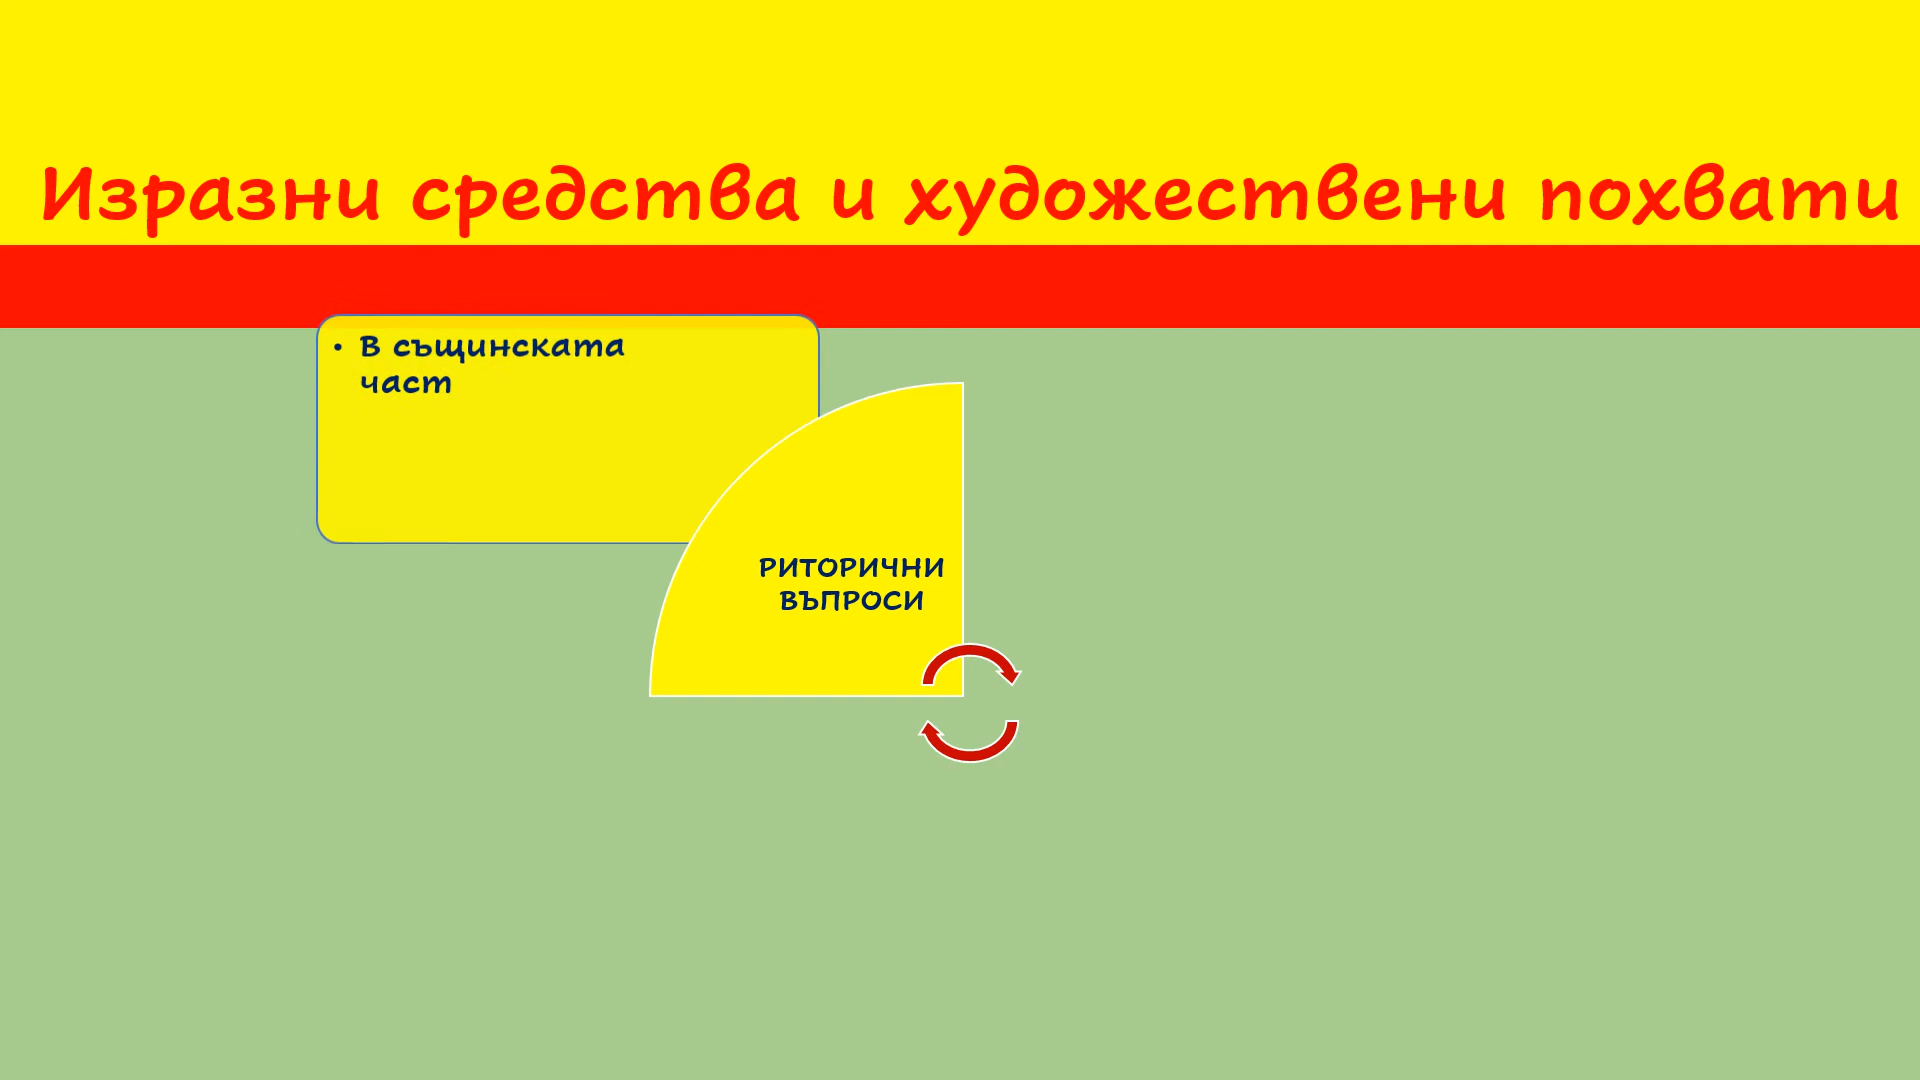 Изразни средства и художествени похвати
• В същинската
част
РИТОРИЧНИ
ВЪПРОСИ